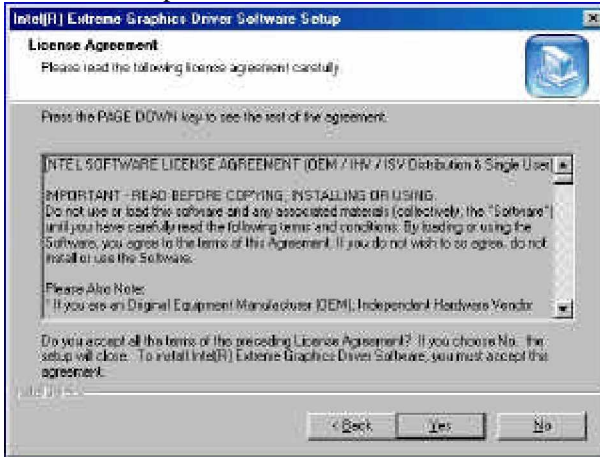 Intel(R) Extreme Graphics Driver Software Setup
License Agreement
Please read the following license agreement carefully.
Press the PAGE DOWN key to see the rest of the agreement.
INTEL SOFTWARE LICENSE AGREEMENT (OEM / IHV / ISV Distribution & Single User)
IMPORTANT - READ BEFORE COPYING, INSTALLING OR USING.
Do not use or load this software and any associated materials (collectively, the "Software")
until you have carefully read the following terms and conditions. By loading or using the
Software, you agree to the terms of this Agreement. If you do not wish to so agree, do not
install or use the Software.
Please Also Note:
* If you are an Original Equipment Manufacturer (OEM), Independent Hardware Vendor
Do you accept all the terms of the preceding License Agreement? If you choose No, the
setup will close. To install Intel(R) Extreme Graphics Driver Software, you must accept this
agreement.
< Back
Yes
No